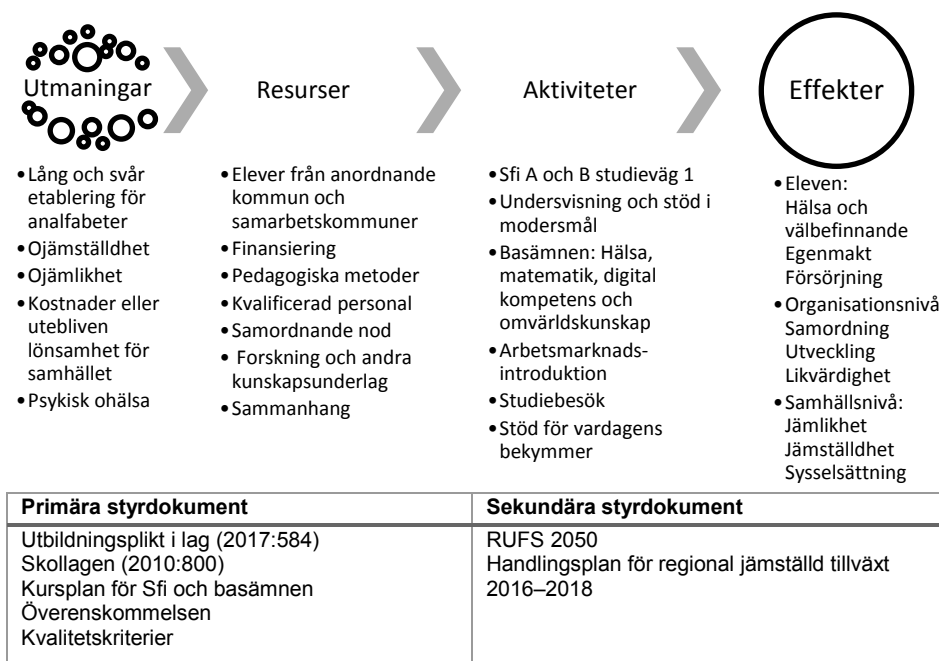 Utmaningar
Resurser
Aktiviteter
Effekter
•Lång och svår
etablering för
analfabeter
•Ojämställdhet
•Ojämlikhet
•Kostnader eller
utebliven
lönsamhet för
samhället
•Psykisk ohälsa
•Elever från anordnande
kommun och
samarbetskommuner
•Finansiering
•Pedagogiska metoder
•Kvalificerad personal
•Samordnande nod
• Forskning och andra
kunskapsunderlag
•Sammanhang
•Sfi A och B studieväg 1
•Undersvisning och stöd i
modersmål
•Basämnen: Hälsa,
matematik, digital
kompetens och
omvärldskunskap
•Arbetsmarknads-
introduktion
•Studiebesök
•Stöd för vardagens
bekymmer
•Eleven:
Hälsa och
välbefinnande
Egenmakt
Försörjning
•Organisationsnivå
Samordning
Utveckling
Likvärdighet
•Samhällsnivå:
Jämlikhet
Jämställdhet
Sysselsättning
Primära styrdokument
Utbildningsplikt i lag (2017:584)
Skollagen (2010:800)
Kursplan för Sfi och basämnen
Överenskommelsen
Kvalitetskriterier
Sekundära styrdokument
RUFS 2050
Handlingsplan för regional jämställd tillväxt
2016–2018